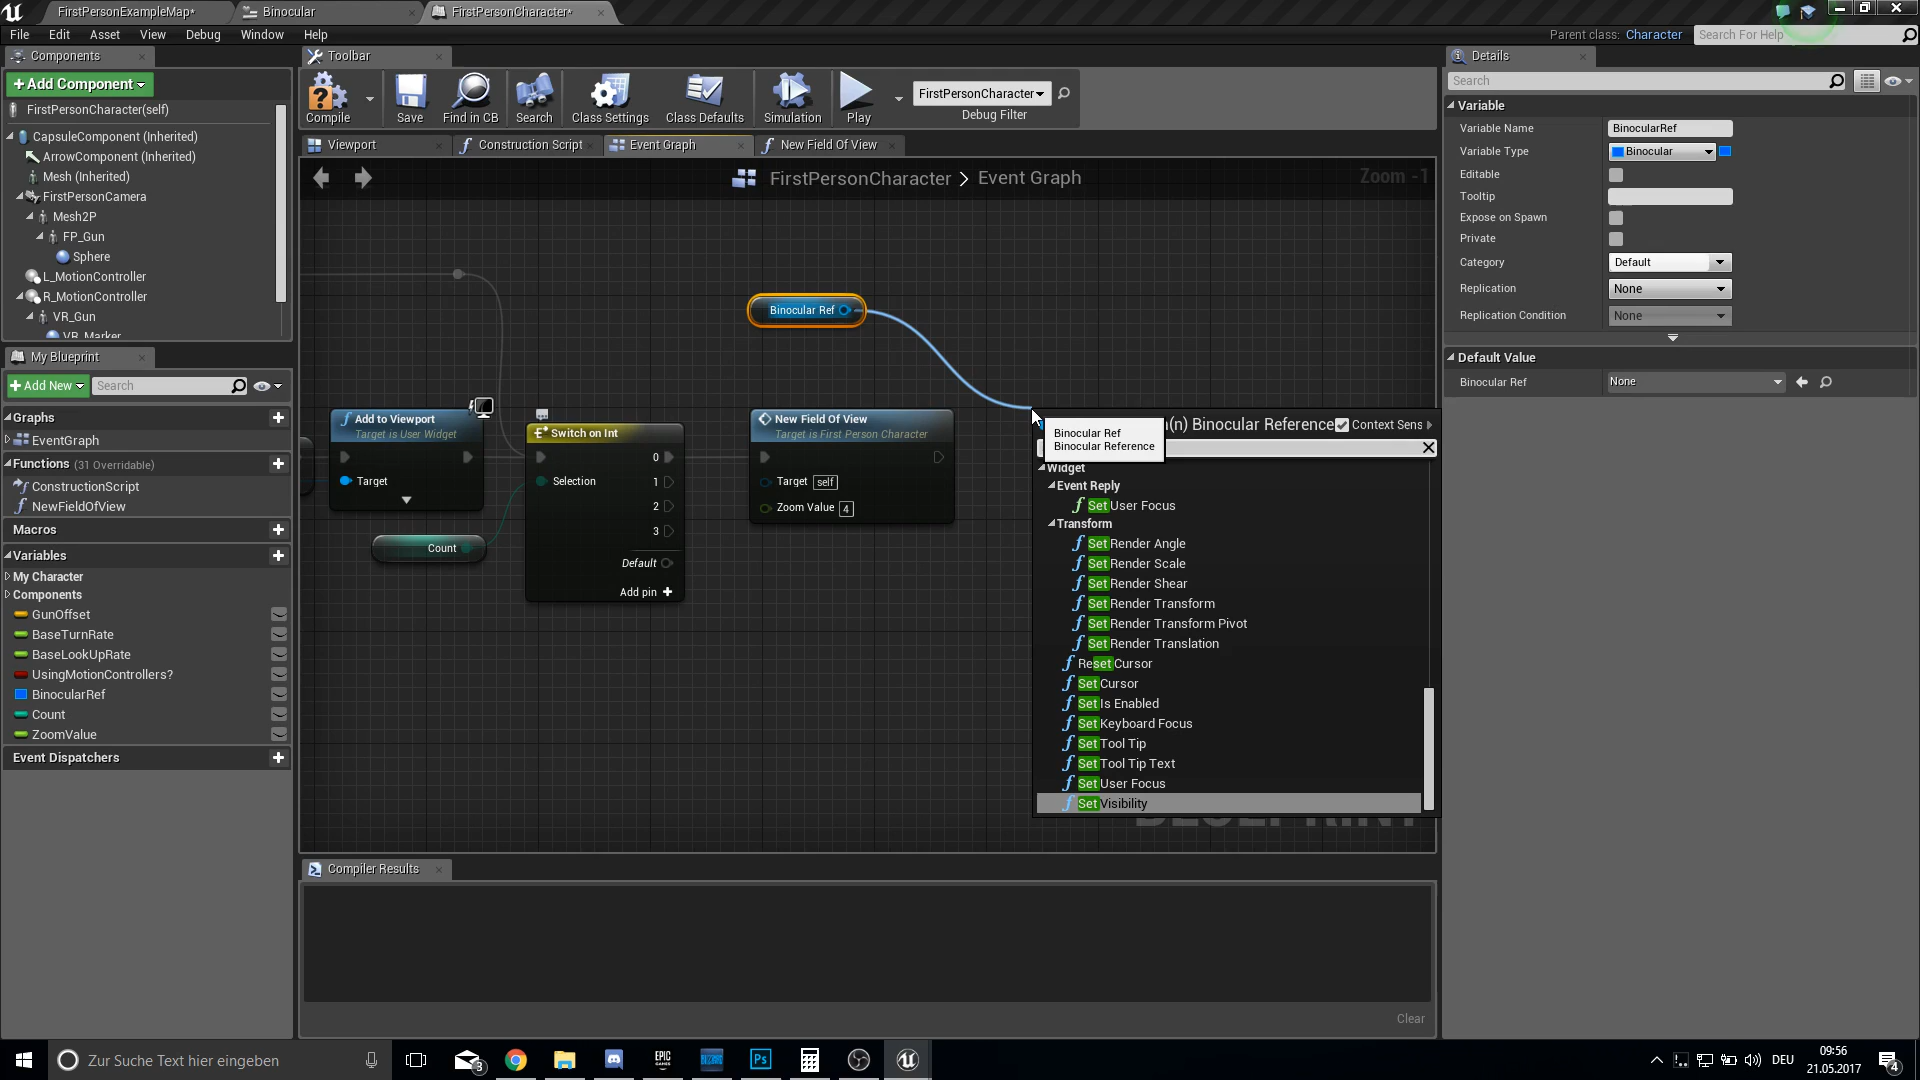 FirstPersonExampleMap*
Binocular
FirstPersonCharacter*
File Edit Asset View Debug Window Help
Parent class: Character
Search For Help
Components
Toolbar
Details
+Add Component
FirstPersonCharacter(self)
CapsuleComponent (Inherited)
ArrowComponent (Inherited)
Mesh (Inherited)
FirstPersonCamera
Mesh2P
FP_Gun
Sphere
L_MotionController
R_MotionController
VR_Gun
VR_Marker
Compile
Save
Find in CB
Search
Class Settings
Class Defaults
Simulation
Play
FirstPersonCharacter
Debug Filter
Viewport
Construction Script
Event Graph
New Field Of View
FirstPersonCharacter > Event Graph
Zoom -1
My Blueprint
+Add New
Search
Graphs
EventGraph
Functions (31 Overridable)
ConstructionScript
NewFieldOfView
Macros
Variables
My Character
Components
GunOffset
BaseTurnRate
BaseLookUpRate
UsingMotionControllers?
BinocularRef
Count
ZoomValue
Event Dispatchers
Binocular Ref
Add to Viewport
Target is User Widget
Target
Count
Switch on Int
Selection
0
1
2
3
Default
Add pin +
New Field Of View
Target is First Person Character
Target self
Zoom Value 4
Binocular Ref
Binocular Reference
(n) Binocular Reference
Context Sens
Widget
Event Reply
Set User Focus
Transform
Set Render Angle
Set Render Scale
Set Render Shear
Set Render Transform
Set Render Transform Pivot
Set Render Translation
Reset Cursor
Set Cursor
Set Is Enabled
Set Keyboard Focus
Set Tool Tip
Set Tool Tip Text
Set User Focus
Set Visibility
Compiler Results
Clear
Search
Variable
Variable Name BinocularRef
Variable Type Binocular
Editable
Tooltip
Expose on Spawn
Private
Category Default
Replication None
Replication Condition None
Default Value
Binocular Ref None
Zur Suche Text hier eingeben
3
EPIC
GAMES
Ps
DEU
09:56
21.05.2017
4